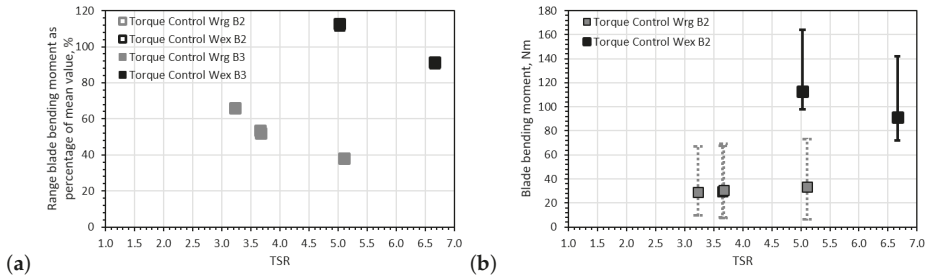 120
100
80
60
40
20
0
Range blade bending moment as
percentage of mean value, %
Torque Control Wrg B2
Torque Control Wex B2
Torque Control Wrg B3
Torque Control Wex B3
1.0 1.5 2.0 2.5 3.0 3.5 4.0 4.5 5.0 5.5 6.0 6.5 7.0
TSR
(a)
180
160
140
120
100
80
60
40
20
0
Blade bending moment, Nm
Torque Control Wrg B2
Torque Control Wex B2
1.0 1.5 2.0 2.5 3.0 3.5 4.0 4.5 5.0 5.5 6.0 6.5 7.0
TSR
(b)